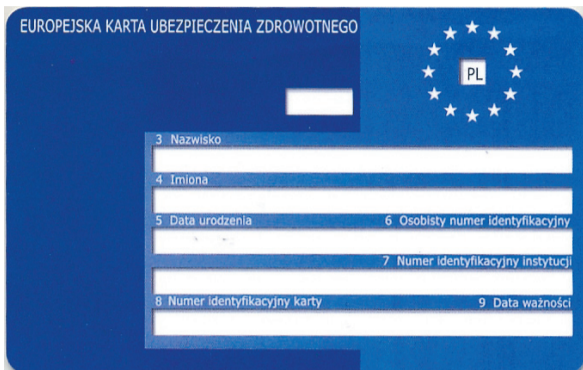 EUROPEJSKA KARTA UBEZPIECZENIA ZDROWOTNEGO
PL
3 Nazwisko
4 Imiona
5 Data urodzenia 6 Osobisty numer identyfikacyjny
7 Numer identyfikacyjny instytucji
8 Numer identyfikacyjny karty 9 Data ważności